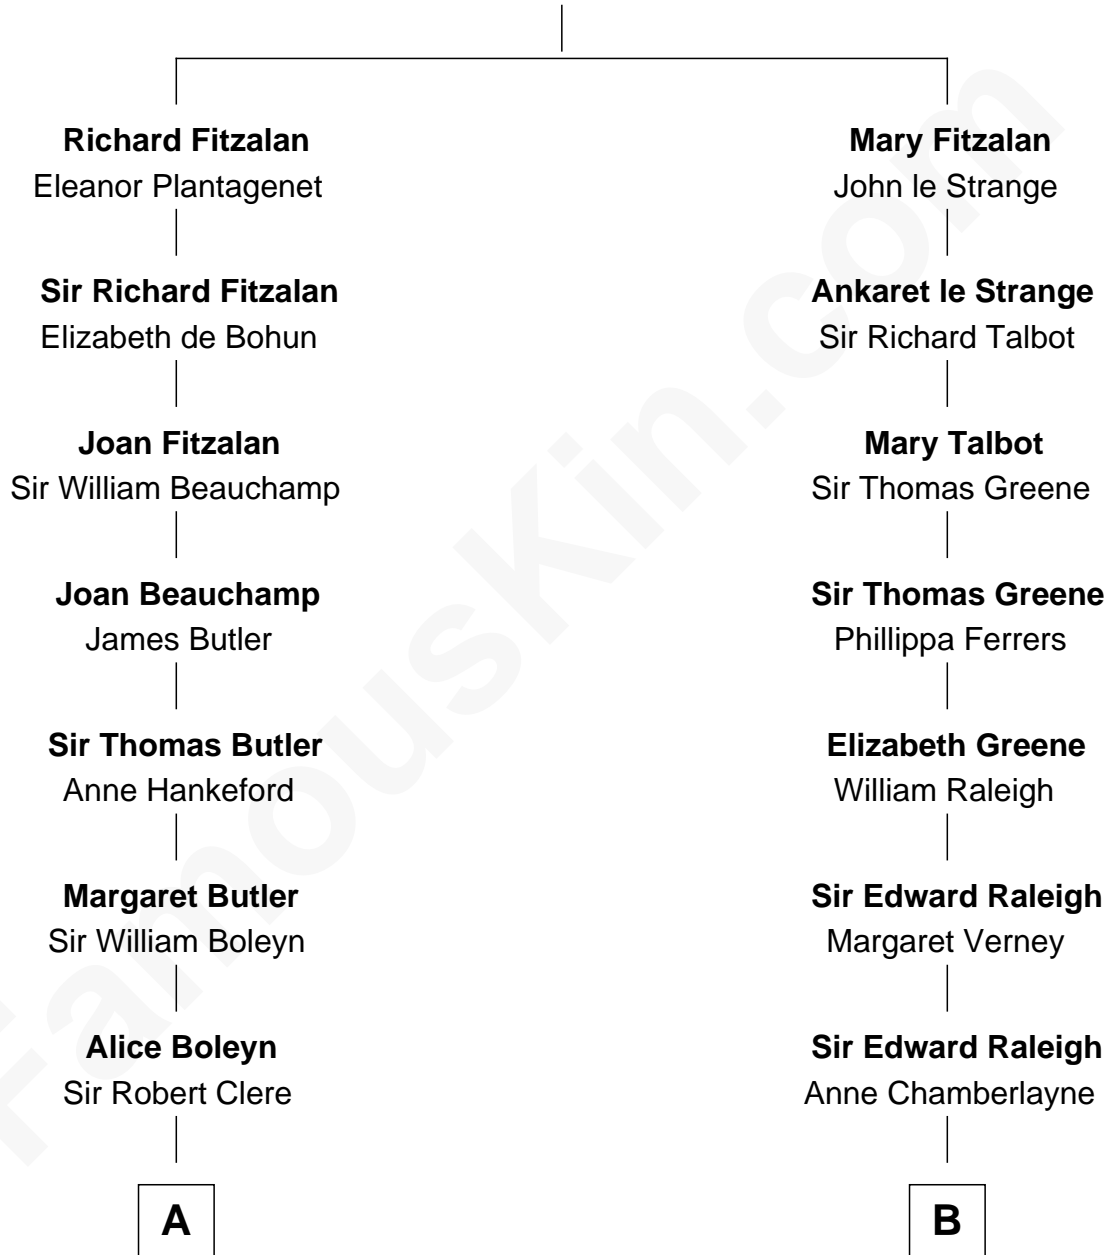 Richard Fitzalan
Eleanor Plantagenet
Sir Richard Fitzalan
Elizabeth de Bohun
Joan Fitzalan
Sir William Beauchamp
Joan Beauchamp
James Butler
Sir Thomas Butler
Anne Hankeford
Margaret Butler
Sir William Boleyn
Alice Boleyn
Sir Robert Clere
A
Mary Fitzalan
John le Strange
Ankaret le Strange
Sir Richard Talbot
Mary Talbot
Sir Thomas Greene
Sir Thomas Greene
Phillippa Ferrers
Elizabeth Greene
William Raleigh
Sir Edward Raleigh
Margaret Verney
Sir Edward Raleigh
Anne Chamberlayne
B
FamousKin.com